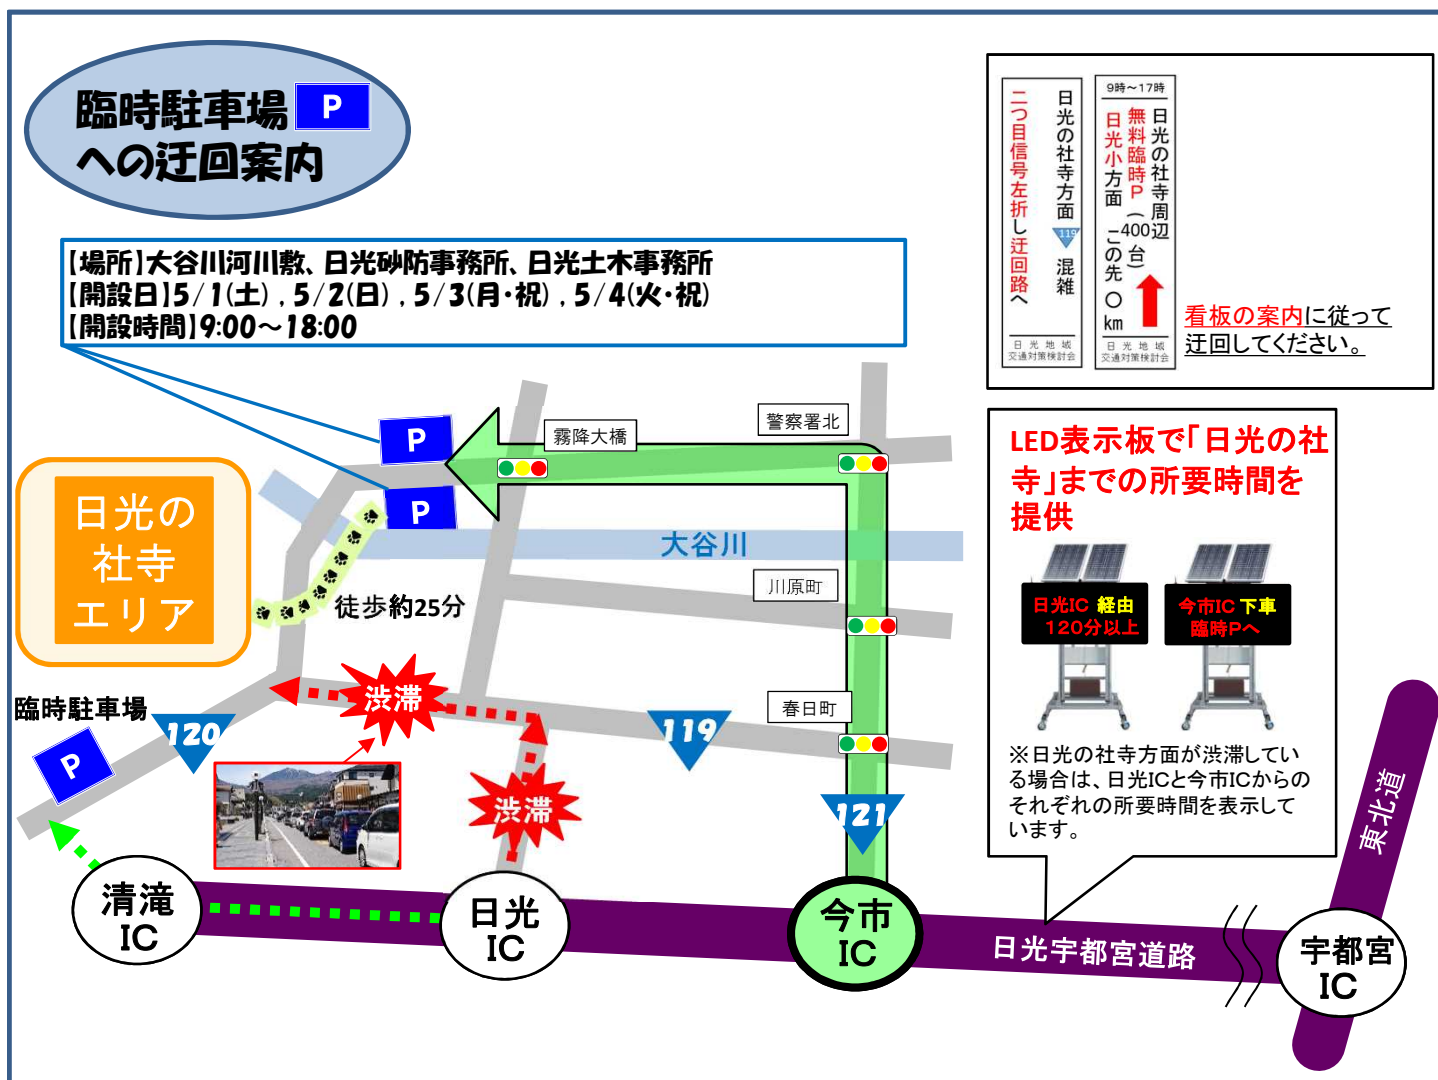 臨時駐車場 P
への迂回案内
【場所】大谷川河川敷、日光砂防事務所、日光土木事務所
【開設日】5/1(土) , 5/2(日) , 5/3(月・祝) , 5/4(火・祝)
【開設時間】9:00～18:00
日光の社寺方面 119 混雑
二つ目信号左折し迂回路へ
日光地域
交通対策検討会
9時～17時
日光の社寺周辺
無料臨時P（400台）
日光小方面 この先 〇km
日光地域
交通対策検討会
看板の案内に従って
迂回してください。
LED表示板で「日光の社
寺」までの所要時間を
提供
日光IC 経由
120分以上
今市IC 下車
臨時Pへ
※日光の社寺方面が渋滞してい
る場合は、日光ICと今市ICからの
それぞれの所要時間を表示して
います。
霧降大橋
警察署北
P
P
日光の
社寺
エリア
大谷川
川原町
徒歩約25分
春日町
渋滞
臨時駐車場
P
120
119
渋滞
121
清滝
IC
日光
IC
今市
IC
日光宇都宮道路
宇都宮
IC
東北道